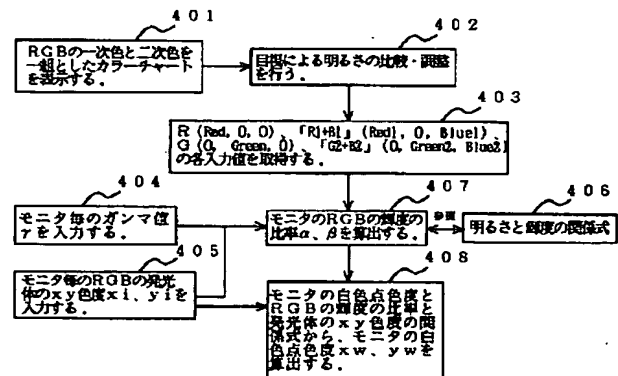 401
RGBの一次色と二次色を
一組としたカラーチャート
を表示する。
402
目視による明るさの比較・調整
を行う。
403
R (Red, 0, 0)、「R1+B1」(Red1, 0, Blue1)、
G (0, Green, 0)、「G2+B2」(0, Green2, Blue2)
の各入力値を取得する。
404
モニタ毎のガンマ値
γを入力する。
407
モニタのRGBの輝度の
比率α、βを算出する。
参照
406
明るさと輝度の関係式
405
モニタ毎のRGBの発光
体のxy色度xi、yiを
入力する。
408
モニタの白色点色度と
RGBの輝度の比率と
発光体のxy色度の関
係式から、モニタの白
色点色度xw、ywを
算出する。